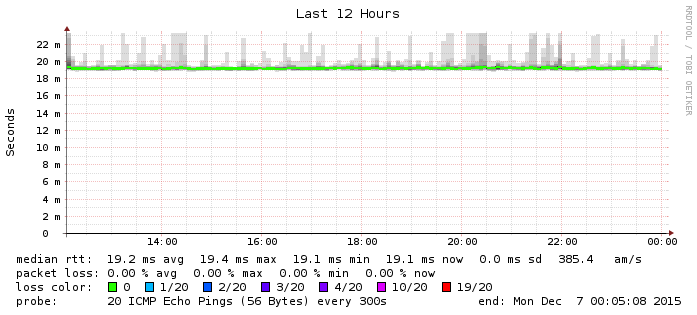 Last 12 Hours
RRDTOOL / TOBI OETIKER
Seconds
22 m
20 m
18 m
16 m
14 m
12 m
10 m
8 m
6 m
4 m
2 m
0
14:00 16:00 18:00 20:00 22:00 00:00
median rtt: 19.2 ms avg 19.4 ms max 19.1 ms min 19.1 ms now 0.0 ms sd 385.4 am/s
packet loss: 0.00 % avg 0.00 % max 0.00 % min 0.00 % now
loss color: 0 1/20 2/20 3/20 4/20 10/20 19/20
probe: 20 ICMP Echo Pings (56 Bytes) every 300s end: Mon Dec 7 00:05:08 2015